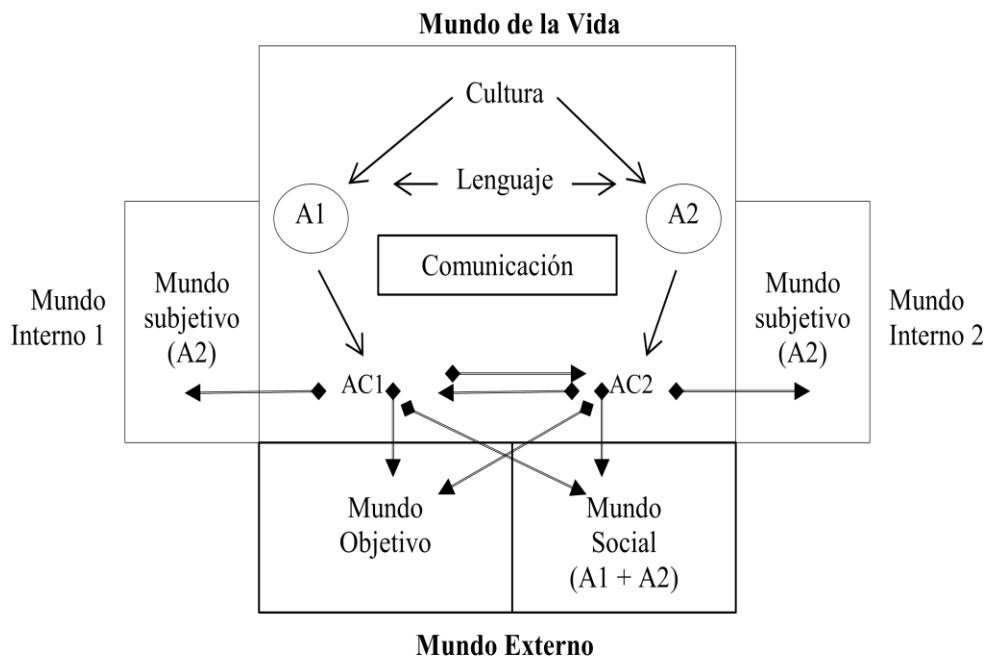 Mundo de la Vida
Cultura
Lenguaje
A1
A2
Comunicación
Mundo
Interno 1
Mundo
subjetivo
(A2)
Mundo
subjetivo
(A2)
Mundo
Interno 2
AC1
AC2
Mundo
Objetivo
Mundo
Social
(A1 + A2)
Mundo Externo